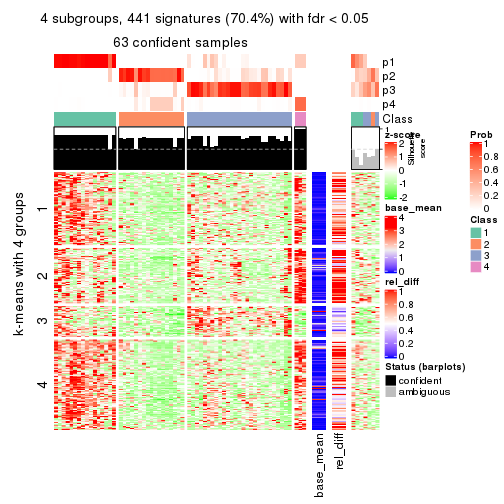 4 subgroups, 441 signatures (70.4%) with fdr < 0.05
63 confident samples
p1
p2
p3
p4
Class
1
Silhouette
score
z-score
2
1
0
-1
-2
base_mean
4
3
2
1
0
rel_diff
1
0.8
0.6
0.4
0.2
0
Status (barplots)
confident
ambiguous
Prob
1
0.8
0.6
0.4
0.2
0
Class
1
2
3
4
k-means with 4 groups
1
2
3
4
base_mean
rel_diff